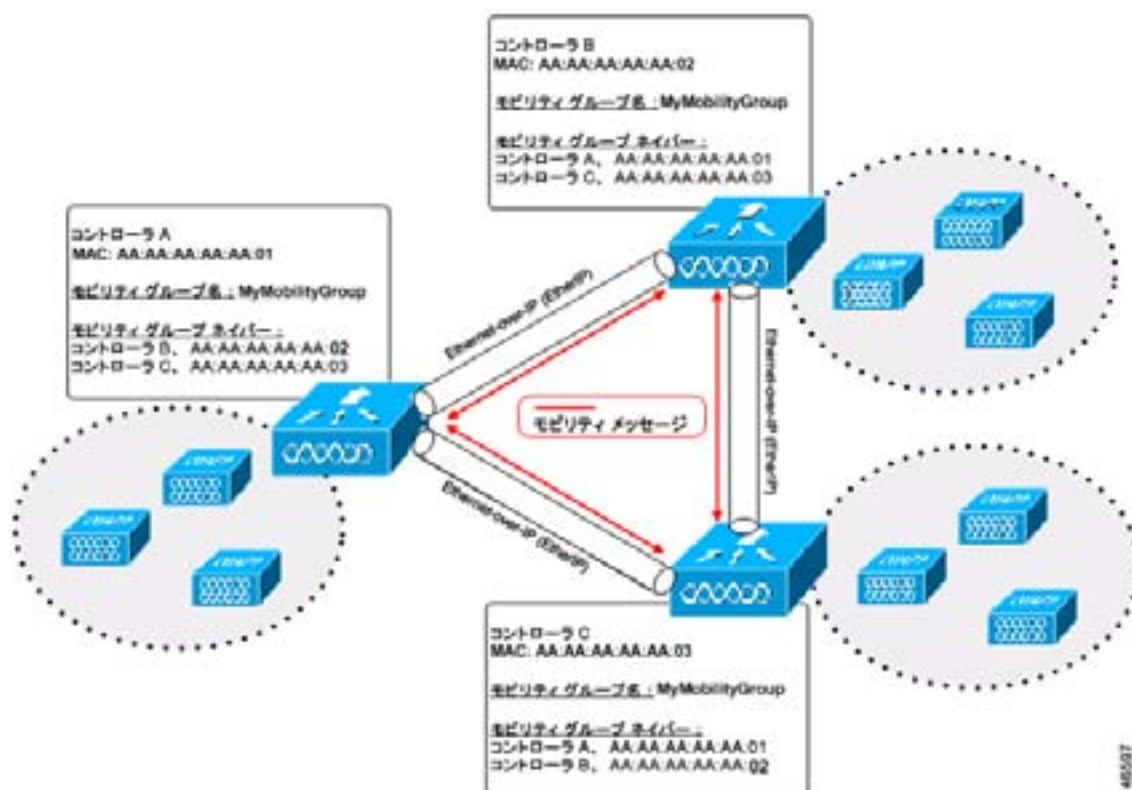 コントローラ B
MAC: AA:AA:AA:AA:AA:02
モビリティ グループ名 : MyMobilityGroup
モビリティ グループ ネイバー :
コントローラ A、 AA:AA:AA:AA:AA:01
コントローラ C、 AA:AA:AA:AA:AA:03
コントローラ A
MAC: AA:AA:AA:AA:AA:01
モビリティ グループ名 : MyMobilityGroup
モビリティ グループ ネイバー :
コントローラ B、 AA:AA:AA:AA:AA:02
コントローラ C、 AA:AA:AA:AA:AA:03
Ethernet-over-IP (EtherIP)
Ethernet-over-IP (EtherIP)
Ethernet-over-IP (EtherIP)
モビリティ メッセージ
コントローラ C
MAC: AA:AA:AA:AA:AA:03
モビリティ グループ名 : MyMobilityGroup
モビリティ グループ ネイバー :
コントローラ A、 AA:AA:AA:AA:AA:01
コントローラ B、 AA:AA:AA:AA:AA:02